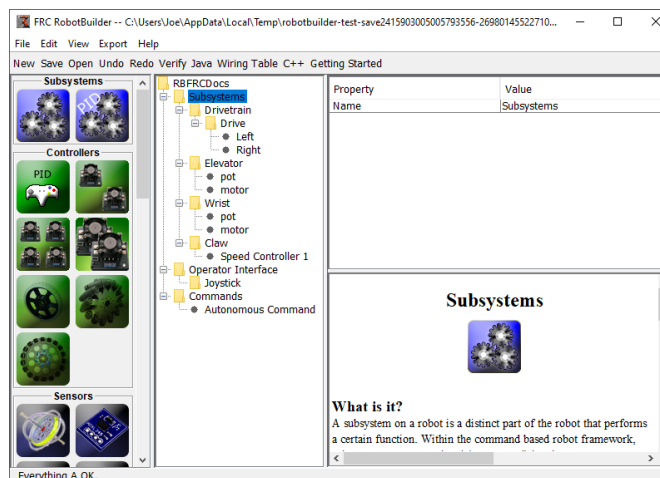 FRC RobotBuilder -- C:\Users\Joe\AppData\Local\Temp\robotbuilder-test-save2415903005005793556-26980145522710...
File Edit View Export Help
New Save Open Undo Redo Verify Java Wiring Table C++ Getting Started
Subsystems
PID
Controllers
PID
Sensors
RBFRCDocs
Subsystems
Drivetrain
Drive
Left
Right
Elevator
pot
motor
Wrist
pot
motor
Claw
Speed Controller 1
Operator Interface
Joystick
Commands
Autonomous Command
Property Value
Name Subsystems
Subsystems
What is it?
A subsystem on a robot is a distinct part of the robot that performs
a certain function. Within the command based robot framework,
Everything A OK.